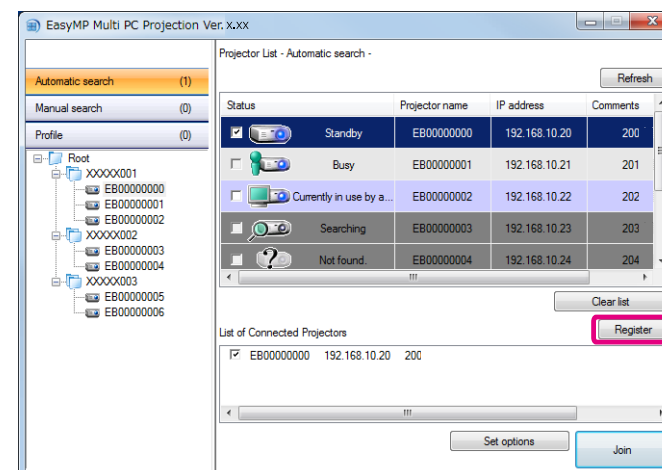 EasyMP Multi PC Projection Ver. x.xx
Projector List - Automatic search -
Refresh
Automatic search (1)
Manual search (0)
Profile (0)
Root
XXXXX001
EB00000000
EB00000001
EB00000002
XXXXX002
EB00000003
EB00000004
XXXXX003
EB00000005
EB00000006
Status Projector name IP address Comments
Standby EB00000000 192.168.10.20 200
Busy EB00000001 192.168.10.21 201
Currently in use by a... EB00000002 192.168.10.22 202
Searching EB00000003 192.168.10.23 203
Not found. EB00000004 192.168.10.24 204
Clear list
Register
List of Connected Projectors
EB00000000 192.168.10.20 200
Set options
Join